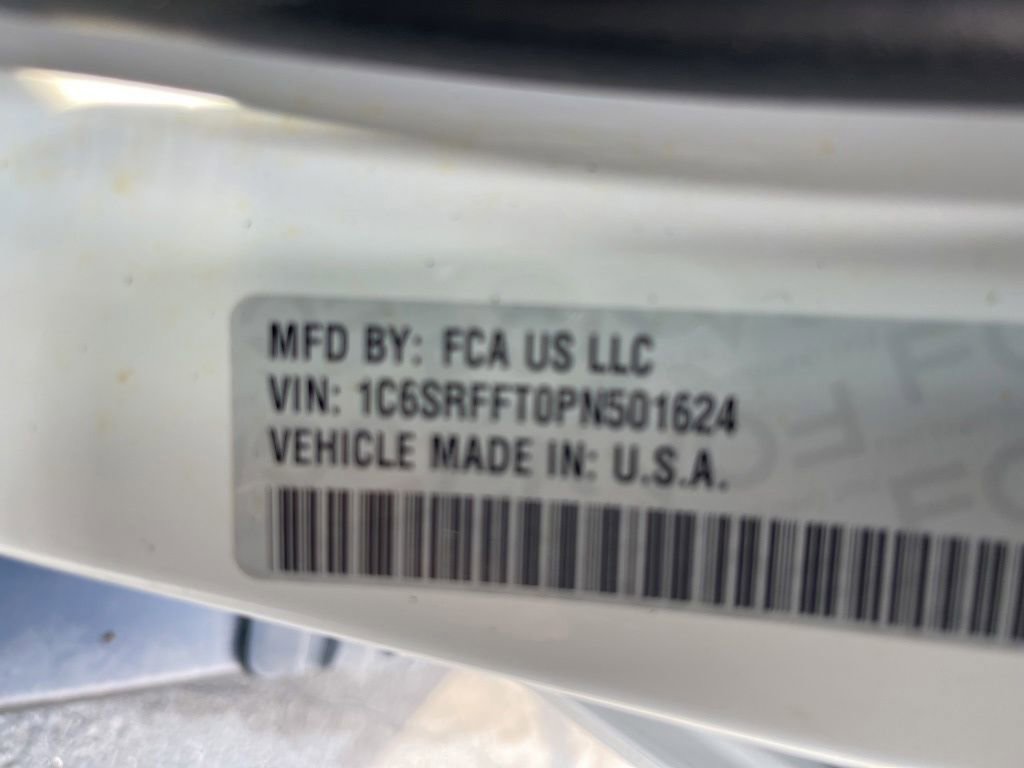 MFD BY: FCA US LLC
VIN: 1C6SRFFT0PN501624
VEHICLE MADE IN: U.S.A.